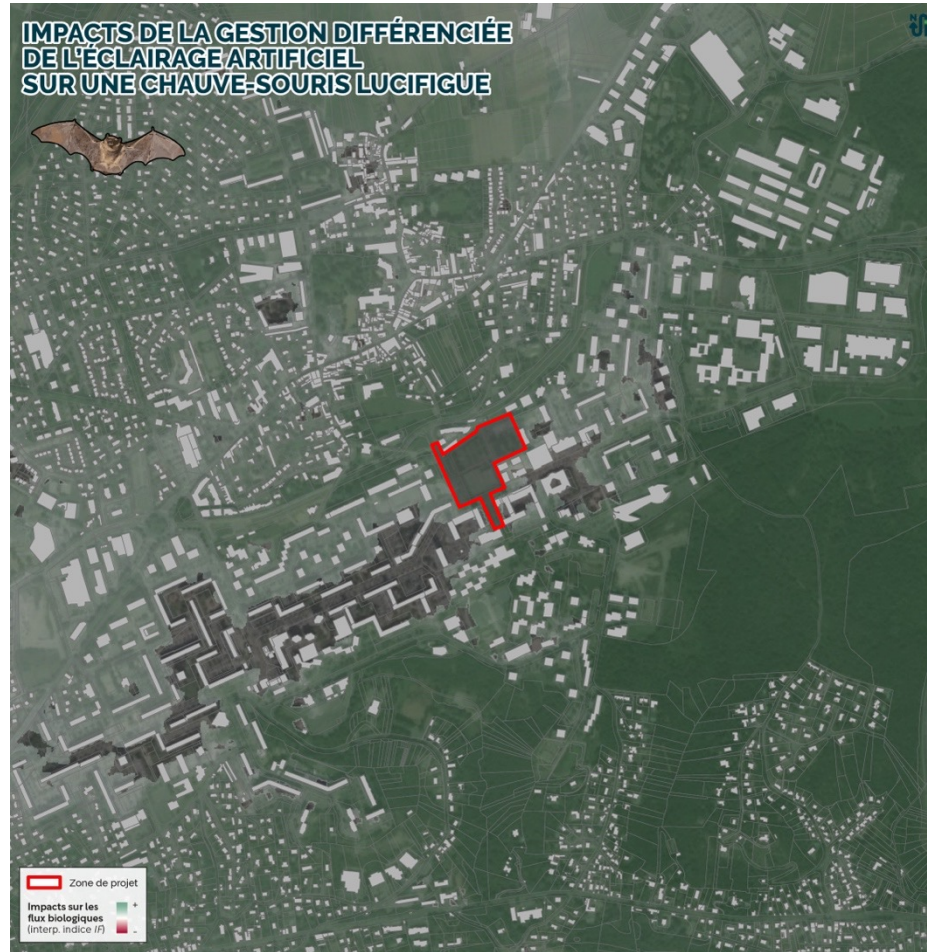 IMPACTS DE LA GESTION DIFFÉRENCIÉE
DE L'ÉCLAIRAGE ARTIFICIEL
SUR UNE CHAUVE-SOURIS LUCIFIGUE
N
Zone de projet
Impacts sur les
flux biologiques
(interp. indice IF)
+
-